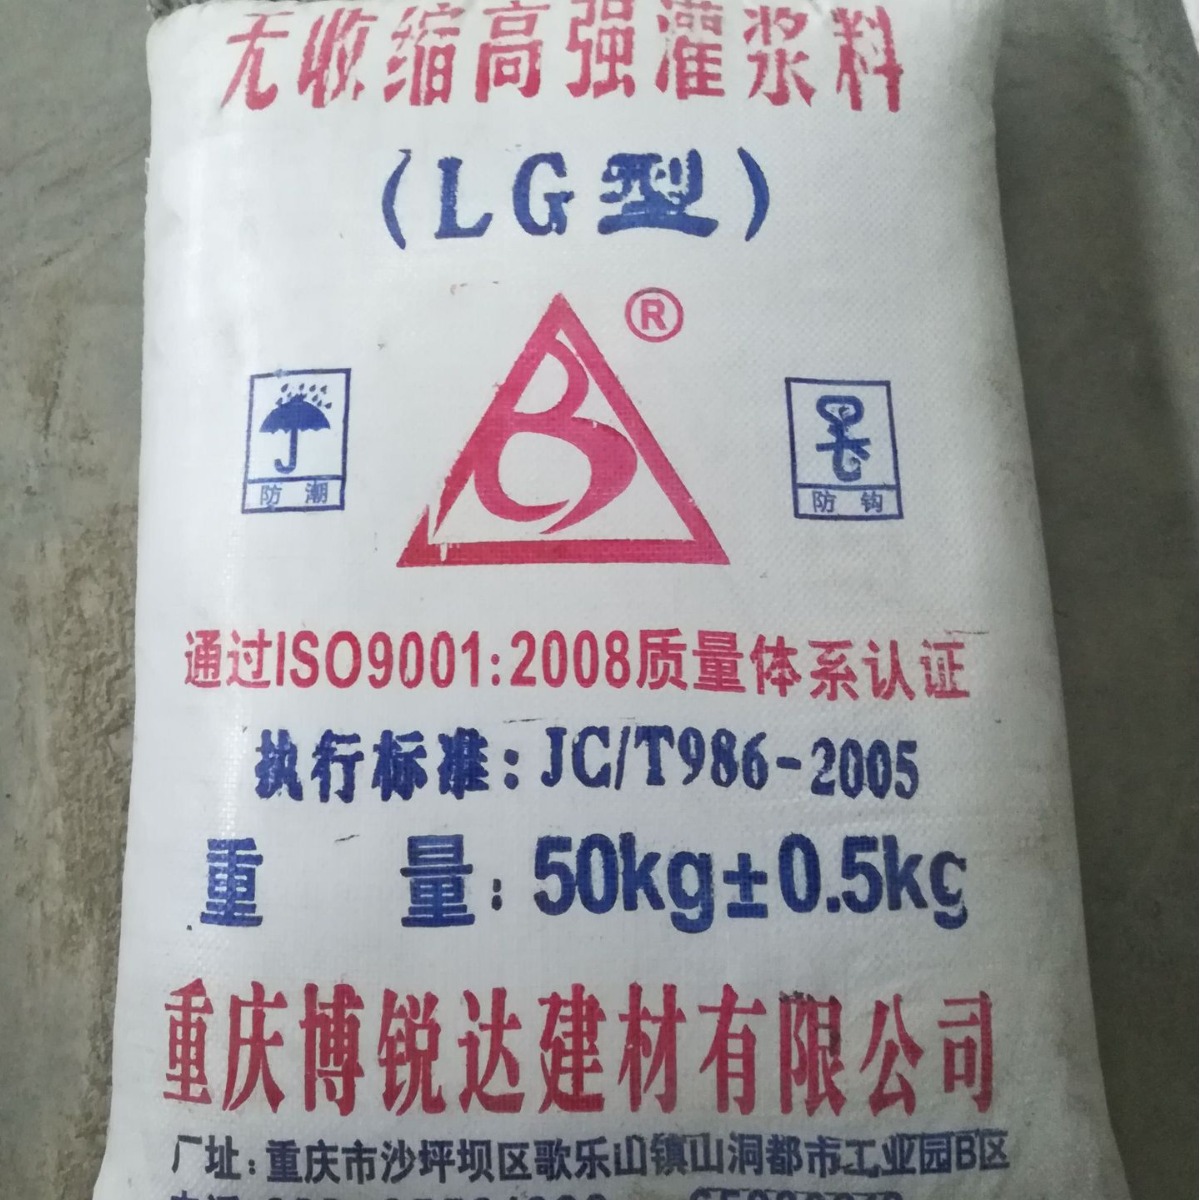 无收缩高强灌浆料
(LG型)
®
B
防潮
防钩
通过ISO9001:2008质量体系认证
执行标准:JC/T986-2005
重 量:50kg±0.5kg
重庆博锐达建材有限公司
厂址:重庆市沙坪坝区歌乐山镇山洞都市工业园B区